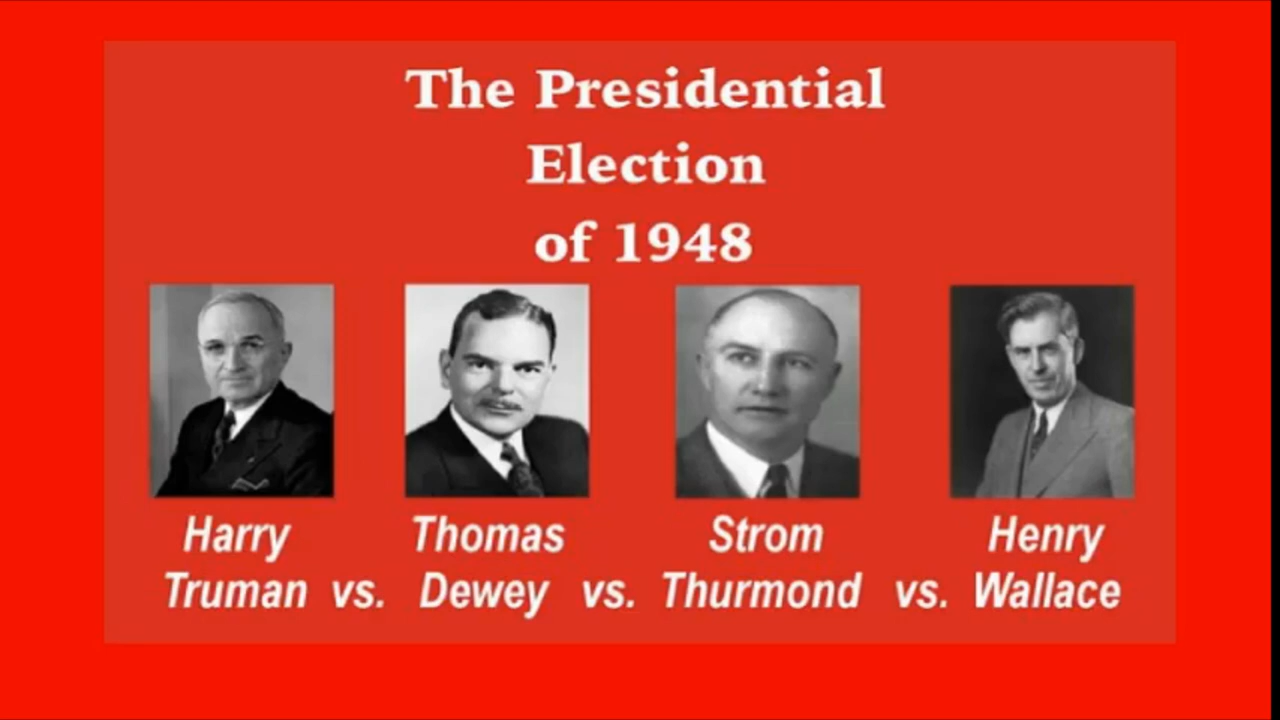 The Presidential
Election
of 1948
Harry Thomas Strom Henry
Truman vs. Dewey vs. Thurmond vs. Wallace